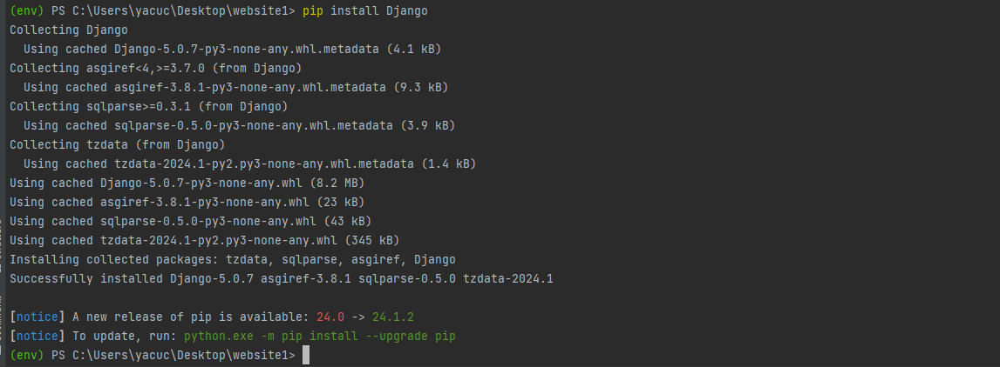 (env) PS C:\Users\yacuc\Desktop\website1> pip install Django
Collecting Django
  Using cached Django-5.0.7-py3-none-any.whl.metadata (4.1 kB)
Collecting asgiref<4,>=3.7.0 (from Django)
  Using cached asgiref-3.8.1-py3-none-any.whl.metadata (9.3 kB)
Collecting sqlparse>=0.3.1 (from Django)
  Using cached sqlparse-0.5.0-py3-none-any.whl.metadata (3.9 kB)
Collecting tzdata (from Django)
  Using cached tzdata-2024.1-py2.py3-none-any.whl.metadata (1.4 kB)
Using cached Django-5.0.7-py3-none-any.whl (8.2 MB)
Using cached asgiref-3.8.1-py3-none-any.whl (23 kB)
Using cached sqlparse-0.5.0-py3-none-any.whl (43 kB)
Using cached tzdata-2024.1-py2.py3-none-any.whl (345 kB)
Installing collected packages: tzdata, sqlparse, asgiref, Django
Successfully installed Django-5.0.7 asgiref-3.8.1 sqlparse-0.5.0 tzdata-2024.1
[notice] A new release of pip is available: 24.0 -> 24.1.2
[notice] To update, run: python.exe -m pip install --upgrade pip
(env) PS C:\Users\yacuc\Desktop\website1>